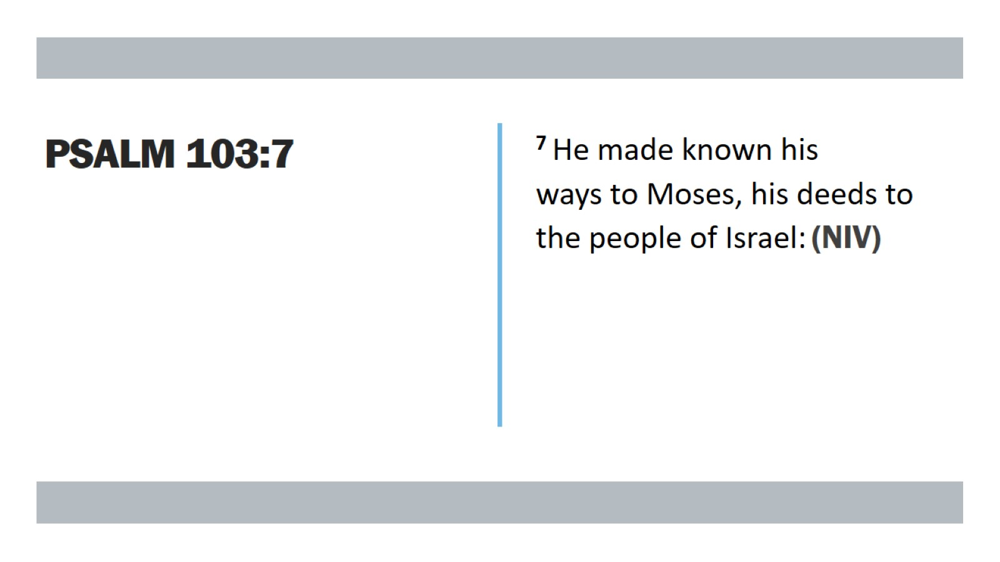 PSALM 103:7
7 He made known his
ways to Moses, his deeds to
the people of Israel: (NIV)